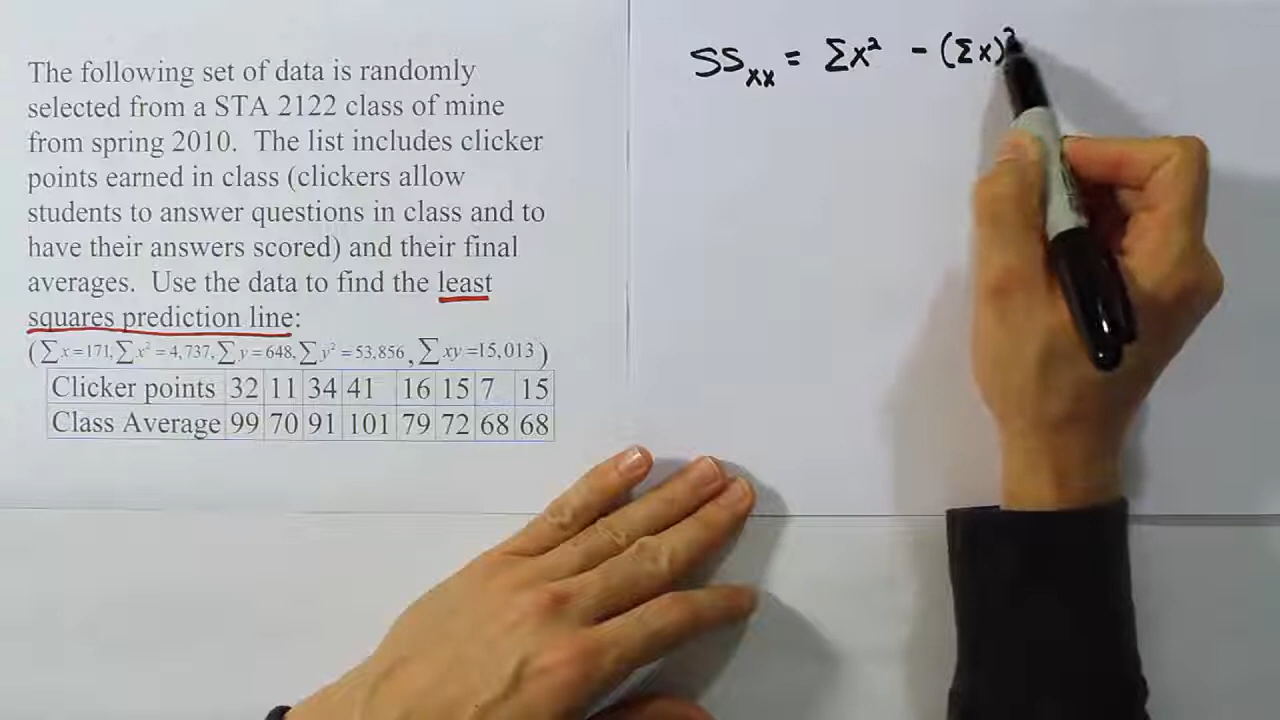 The following set of data is randomly
selected from a STA 2122 class of mine
from spring 2010. The list includes clicker
points earned in class (clickers allow
students to answer questions in class and to
have their answers scored) and their final
averages. Use the data to find the least
squares prediction line:
(∑x=171, ∑x²=4,737, ∑y=648, ∑y²=53,856, ∑xy=15,013)
Clicker points 32 11 34 41 16 15 7 15
Class Average 99 70 91 101 79 72 68 68
SSxx = Σx² - (Σx)²